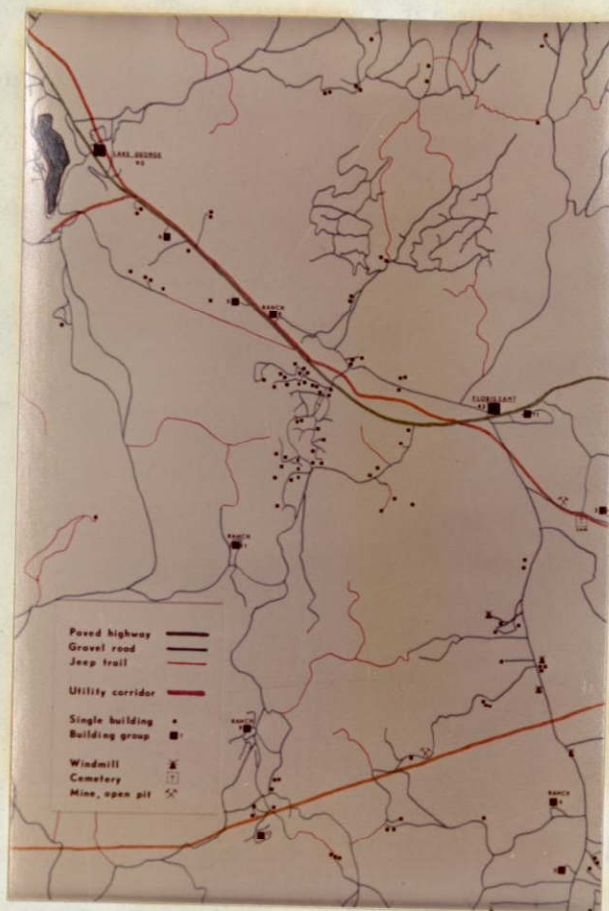 LAKE GEORGE
RANCH
FLORISSANT
RANCH
Paved highway
Gravel road
Jeep trail
Utility corridor
Single building
Building group
RANCH
Windmill
Cemetery
Mine, open pit
RANCH